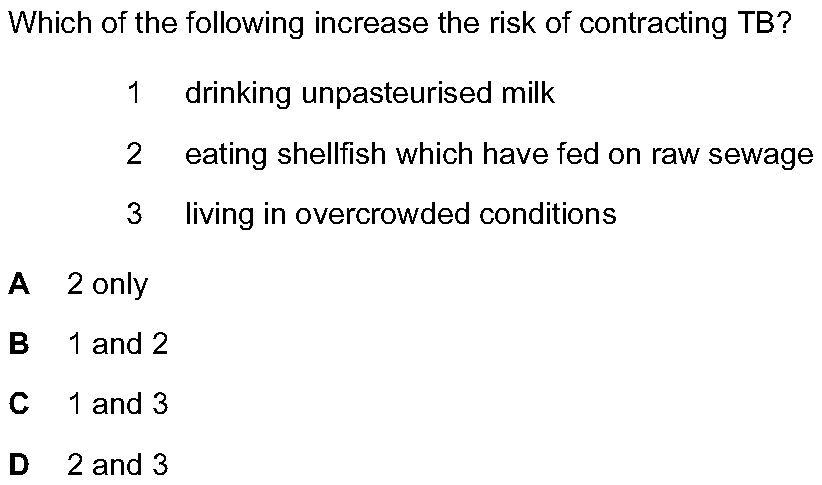 Which of the following increase the risk of contracting TB?
1 drinking unpasteurised milk
2 eating shellfish which have fed on raw sewage
3 living in overcrowded conditions
A 2 only
B 1 and 2
C 1 and 3
D 2 and 3